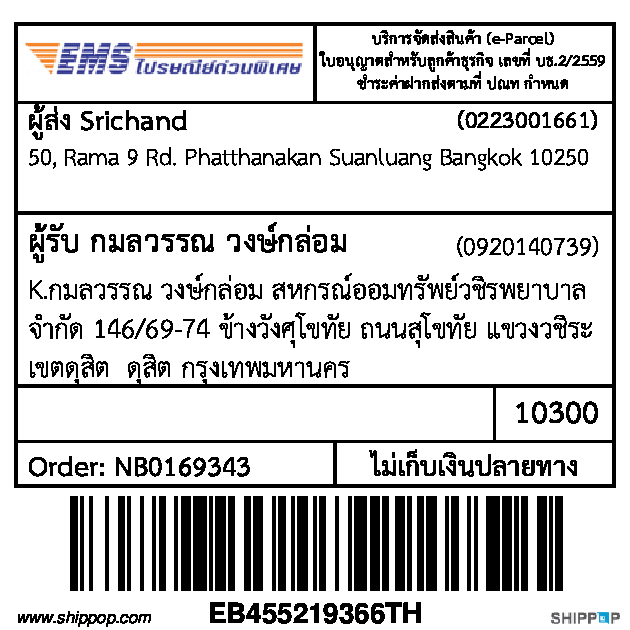 EMS ไปรษณีย์ด่วนพิเศษ
บริการจัดส่งสินค้า (e-Parcel)
ใบอนุญาตสำหรับลูกค้าธุรกิจ เลขที่ บธ.2/2559
ชำระค่าฝากส่งตามที่ ปณท กำหนด
ผู้ส่ง Srichand (0223001661)
50, Rama 9 Rd. Phatthanakan Suanluang Bangkok 10250
ผู้รับ กมลวรรณ วงษ์กล่อม (0920140739)
K.กมลวรรณ วงษ์กล่อม สหกรณ์ออมทรัพย์วชิรพยาบาล
จำกัด 146/69-74 ข้างวังศุโขทัย ถนนสุโขทัย แขวงวชิระ
เขตดุสิต ดุสิต กรุงเทพมหานคร
10300
Order: NB0169343
ไม่เก็บเงินปลายทาง
www.shippop.com
EB455219366TH
SHIPPOP